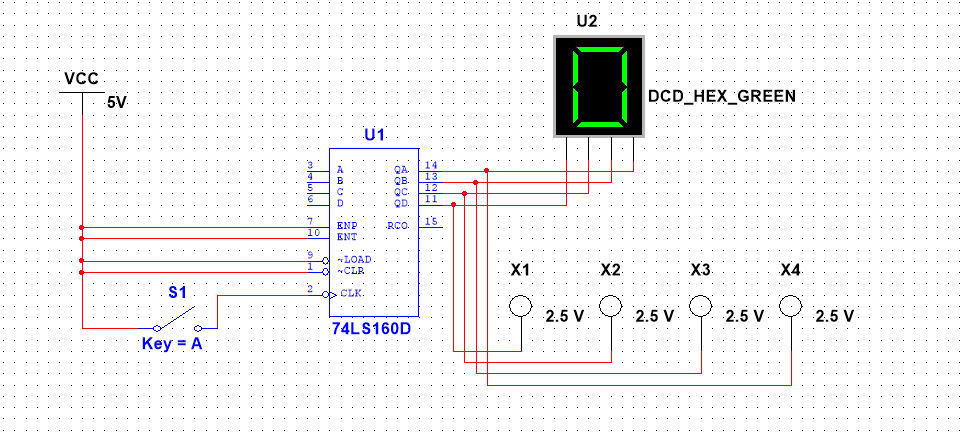 U2
DCD_HEX_GREEN
VCC
5V
U1
3 A QA 14
4 B QB 13
5 C QC 12
6 D QD 11
7 ENP RCO 15
10 ENT
9 ~LOAD
1 ~CLR
2 CLK
74LS160D
S1
Key = A
X1 X2 X3 X4
2.5 V 2.5 V 2.5 V 2.5 V